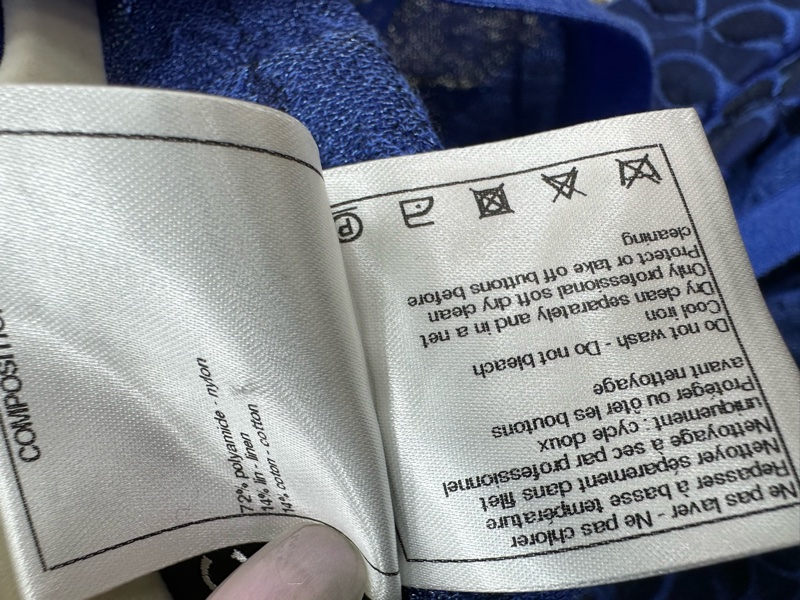 COMPOSITIO
72% polyamide - nylon
14% lin - linen
14% coton - cotton
Ne pas laver - Ne pas chlorer
Repasser à basse température
Nettoyer séparement dans filet
Nettoyage à sec par professionnel
uniquement : cycle doux
Protéger ou ôter les boutons
avant nettoyage
Do not wash - Do not bleach
Cool iron
Dry clean separately and in a net
Only professional soft dry clean
Protect or take off buttons before
cleaning
P